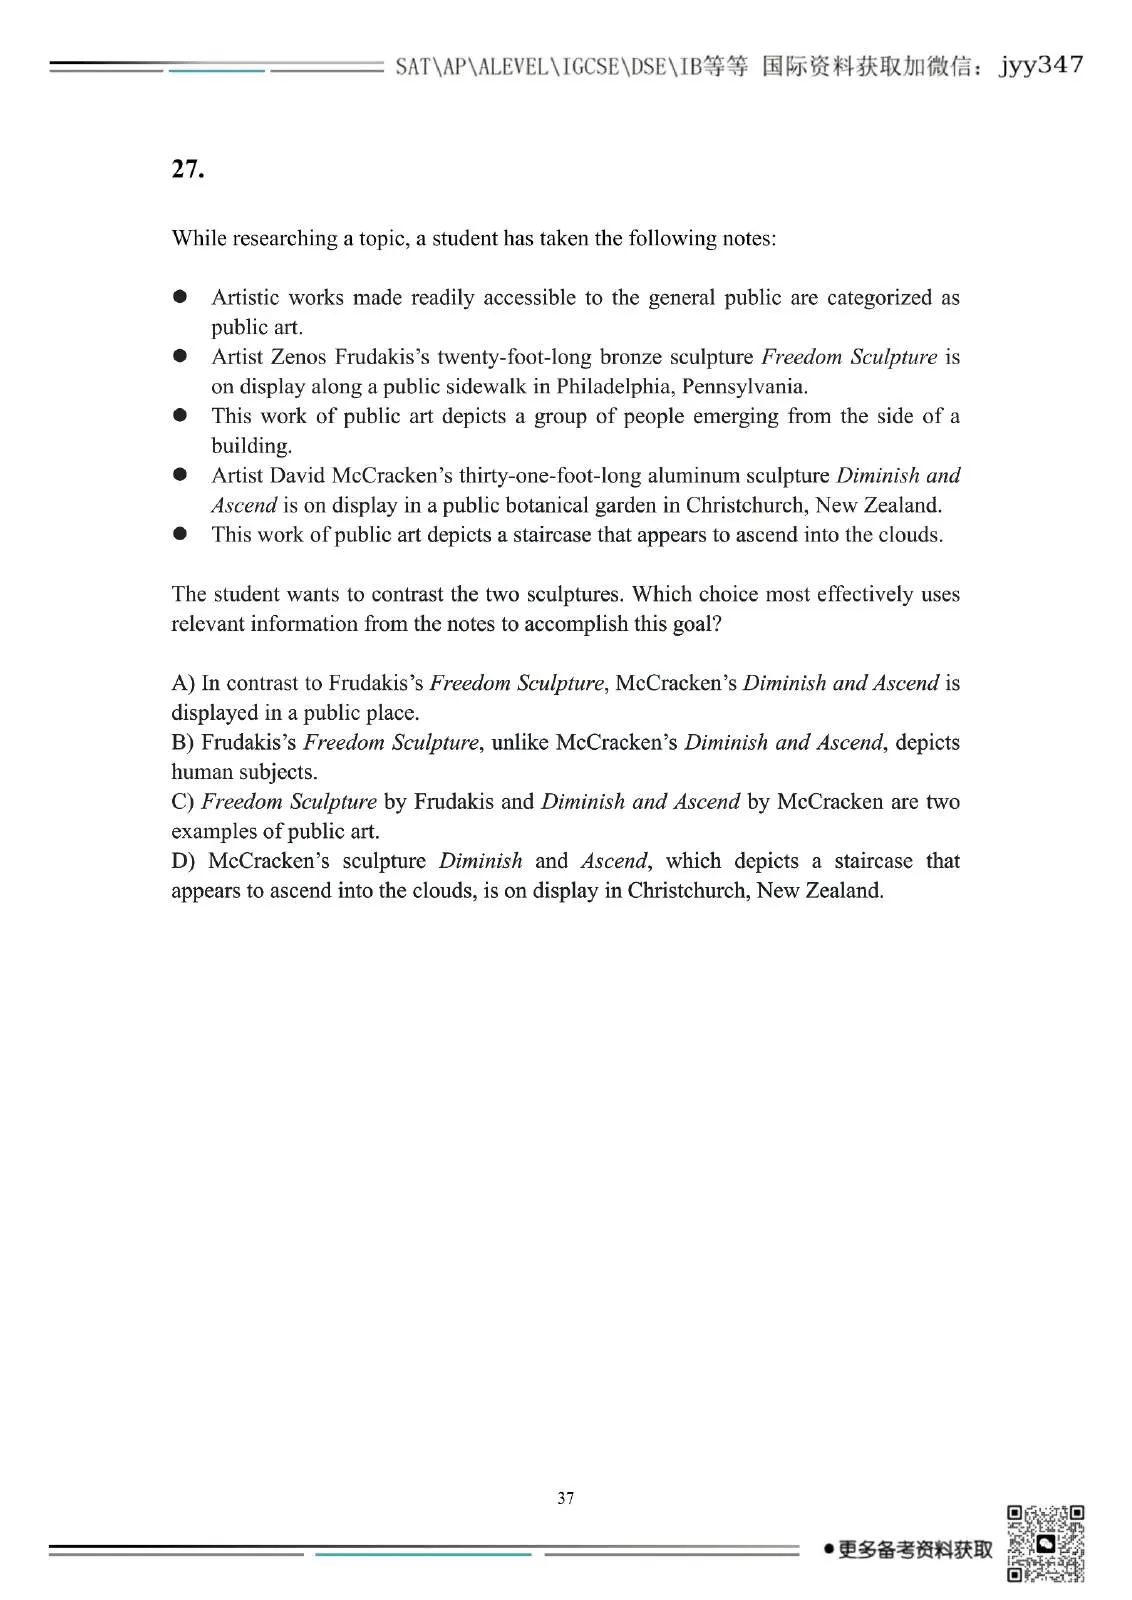 SAT\AP\ALEVEL\IGCSE\DSE\IB等等 国际资料获取加微信：jyy347
27.
While researching a topic, a student has taken the following notes:
● Artistic works made readily accessible to the general public are categorized as
public art.
● Artist Zenos Frudakis’s twenty-foot-long bronze sculpture Freedom Sculpture is
on display along a public sidewalk in Philadelphia, Pennsylvania.
● This work of public art depicts a group of people emerging from the side of a
building.
● Artist David McCracken’s thirty-one-foot-long aluminum sculpture Diminish and
Ascend is on display in a public botanical garden in Christchurch, New Zealand.
● This work of public art depicts a staircase that appears to ascend into the clouds.
The student wants to contrast the two sculptures. Which choice most effectively uses
relevant information from the notes to accomplish this goal?
A) In contrast to Frudakis’s Freedom Sculpture, McCracken’s Diminish and Ascend is
displayed in a public place.
B) Frudakis’s Freedom Sculpture, unlike McCracken’s Diminish and Ascend, depicts
human subjects.
C) Freedom Sculpture by Frudakis and Diminish and Ascend by McCracken are two
examples of public art.
D) McCracken’s sculpture Diminish and Ascend, which depicts a staircase that
appears to ascend into the clouds, is on display in Christchurch, New Zealand.
37
●更多备考资料获取